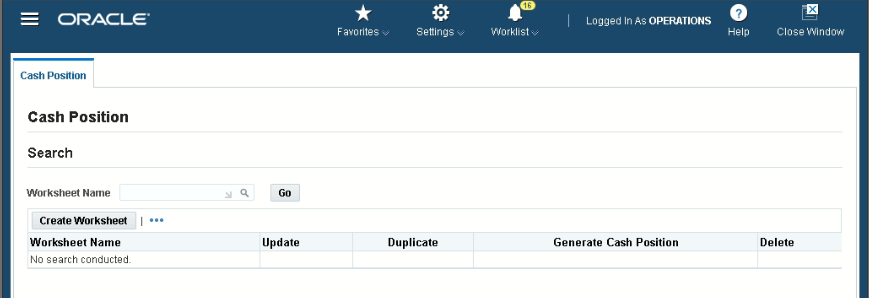 ORACLE
Favorites Settings Worklist 16 Logged In As OPERATIONS Help Close Window
Cash Position
Cash Position
Search
Worksheet Name Go
Create Worksheet | •••
Worksheet Name Update Duplicate Generate Cash Position Delete
No search conducted.